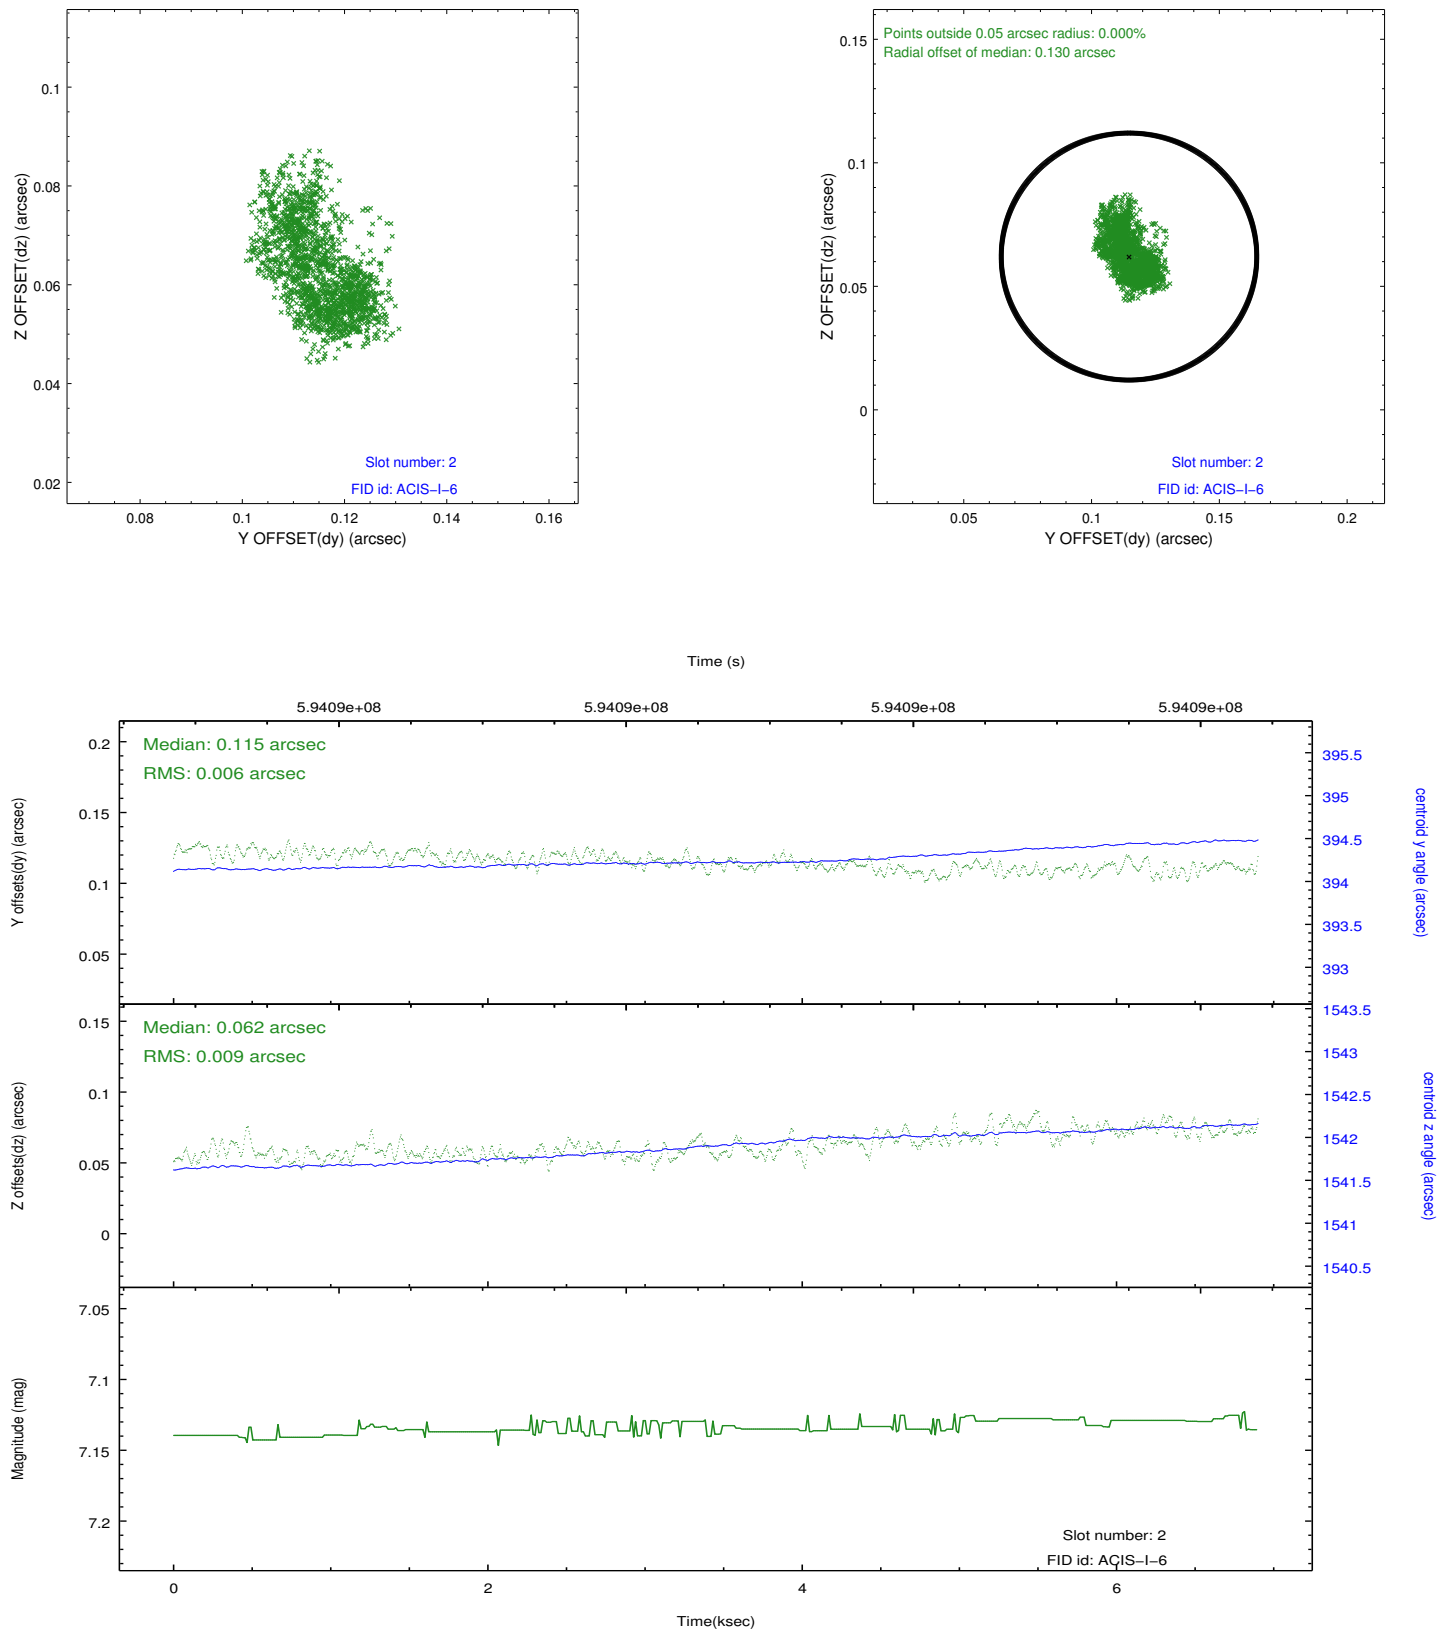 0.1
0.08
0.06
0.04
0.02
Z OFFSET(dz) (arcsec)
Slot number: 2
FID id: ACIS−I−6
0.08 0.1 0.12 0.14 0.16
Y OFFSET(dy) (arcsec)
Points outside 0.05 arcsec radius: 0.000%
Radial offset of median: 0.130 arcsec
0.15
0.1
0.05
0
Z OFFSET(dz) (arcsec)
Slot number: 2
FID id: ACIS−I−6
0.05 0.1 0.15 0.2
Y OFFSET(dy) (arcsec)
Time (s)
5.9409e+08 5.9409e+08 5.9409e+08 5.9409e+08
Median: 0.115 arcsec
RMS: 0.006 arcsec
0.2
0.15
0.1
0.05
Y offsets(dy) (arcsec)
395.5
395
394.5
394
393.5
393
centroid y angle (arcsec)
Median: 0.062 arcsec
RMS: 0.009 arcsec
0.15
0.1
0.05
0
Z offsets(dz) (arcsec)
1543.5
1543
1542.5
1542
1541.5
1541
1540.5
centroid z angle (arcsec)
7.05
7.1
7.15
7.2
Magnitude (mag)
Slot number: 2
FID id: ACIS−I−6
0 2 4 6
Time(ksec)